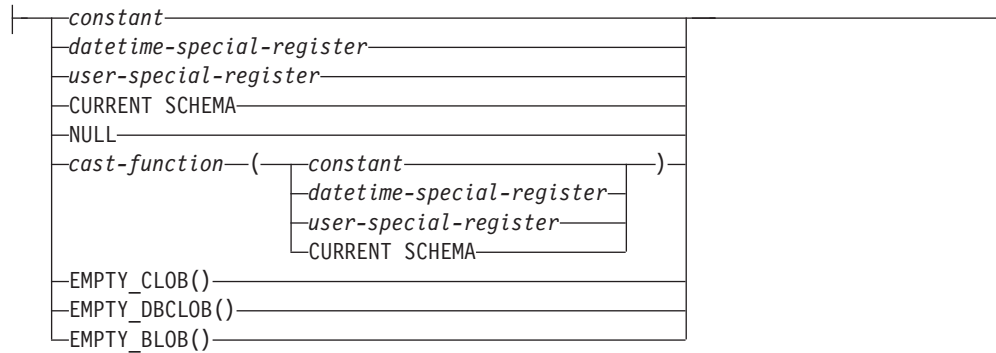 constant
datetime-special-register
user-special-register
CURRENT SCHEMA
NULL
cast-function ( constant )
datetime-special-register
user-special-register
CURRENT SCHEMA
EMPTY_CLOB()
EMPTY_DBCLOB()
EMPTY_BLOB()